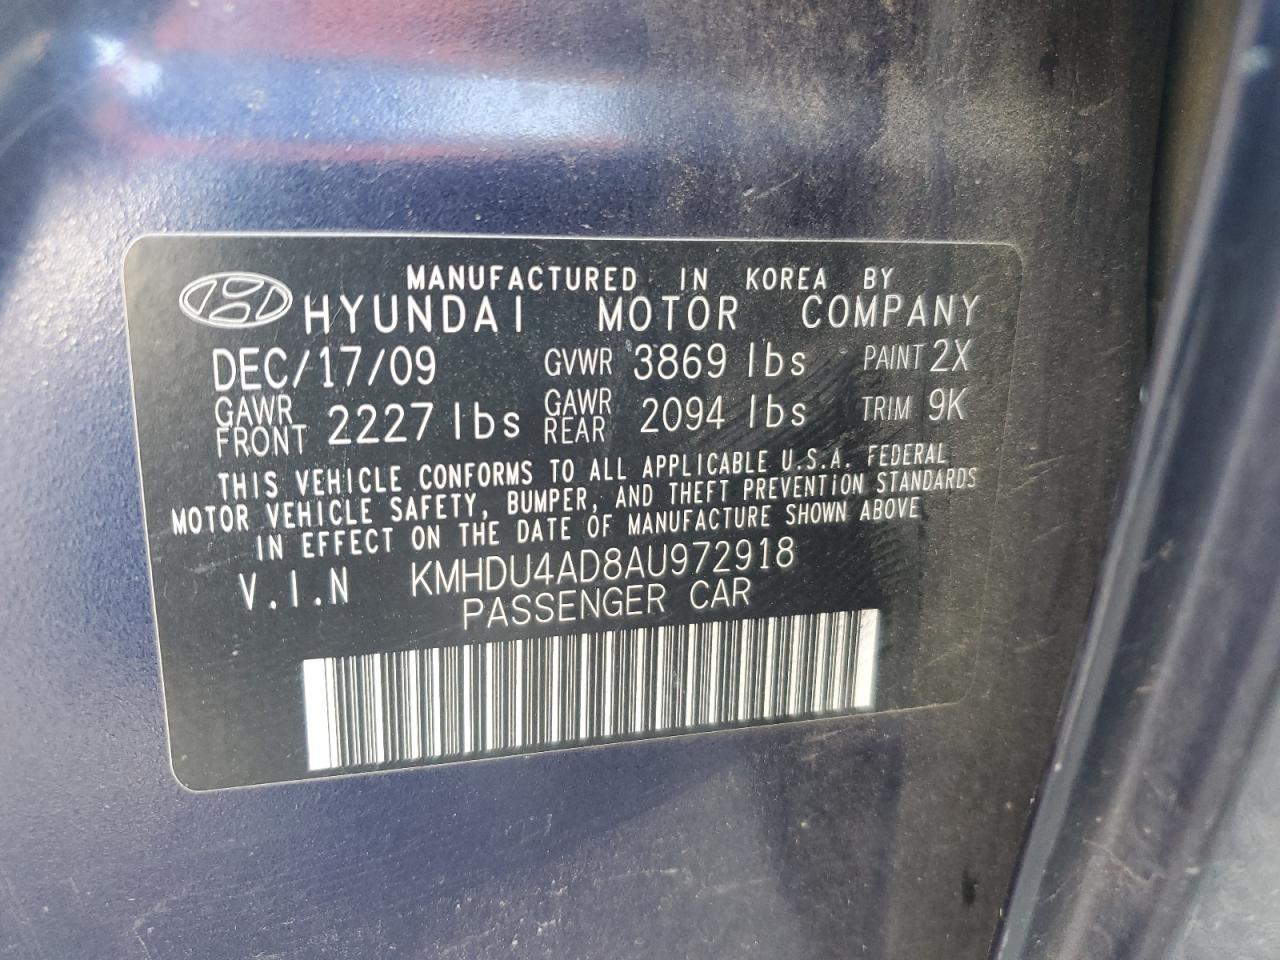 MANUFACTURED IN KOREA BY
HYUNDAI MOTOR COMPANY
DEC/17/09 GVWR 3869 lbs PAINT 2X
GAWR FRONT 2227 lbs GAWR REAR 2094 lbs TRIM 9K
THIS VEHICLE CONFORMS TO ALL APPLICABLE U.S.A. FEDERAL
MOTOR VEHICLE SAFETY, BUMPER, AND THEFT PREVENTION STANDARDS
IN EFFECT ON THE DATE OF MANUFACTURE SHOWN ABOVE
V.I.N KMHDU4AD8AU972918
PASSENGER CAR